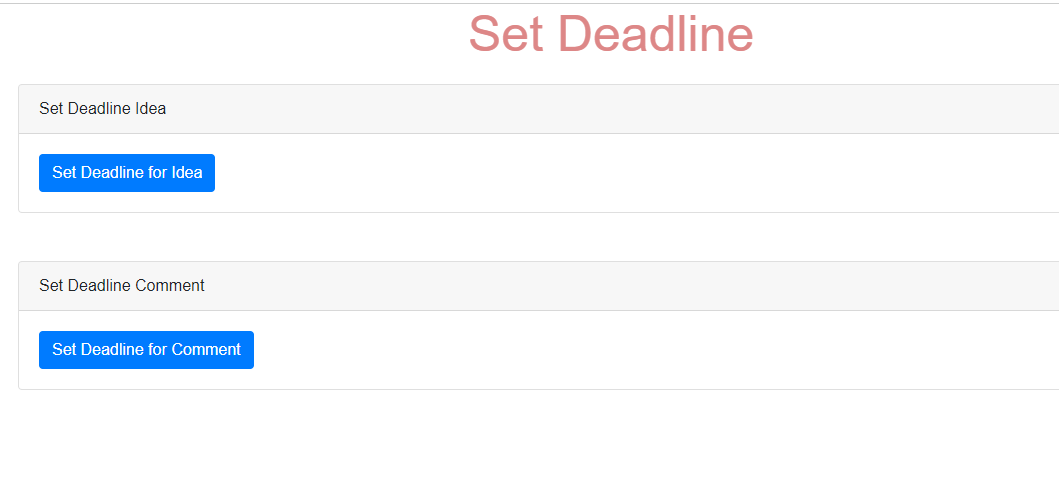 Set Deadline
Set Deadline Idea
Set Deadline for Idea
Set Deadline Comment
Set Deadline for Comment